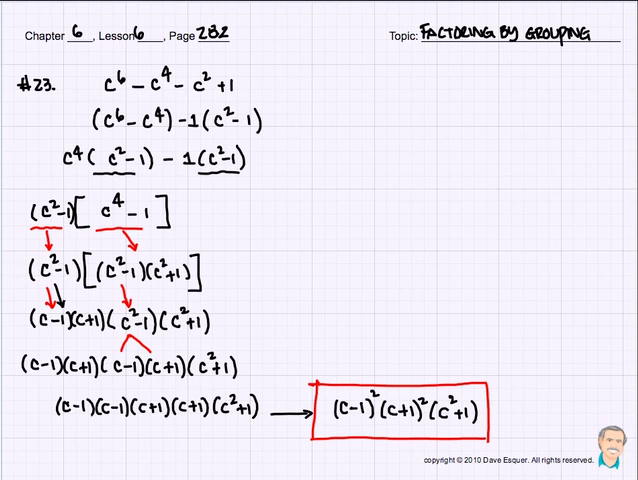 Chapter 6, Lesson 6, Page 282 Topic: FACTORING BY GROUPING
#23. c⁶ - c⁴ - c² + 1
(c⁶ - c⁴) - 1(c² - 1)
c⁴(c² - 1) - 1(c² - 1)
(c² - 1)[c⁴ - 1]
(c² - 1)[(c² - 1)(c² + 1)]
(c - 1)(c + 1)(c² - 1)(c² + 1)
(c - 1)(c + 1)(c - 1)(c + 1)(c² + 1)
(c - 1)(c - 1)(c + 1)(c + 1)(c² + 1) → (c - 1)²(c + 1)²(c² + 1)
copyright © 2010 Dave Esquer. All rights reserved.